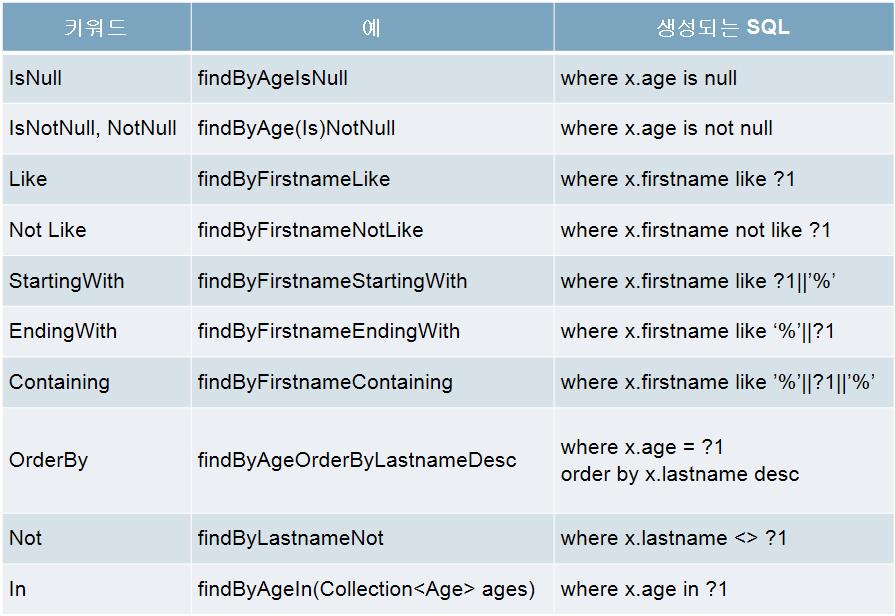 키워드 예 생성되는 SQL
IsNull findByAgeIsNull where x.age is null
IsNotNull, NotNull findByAge(Is)NotNull where x.age is not null
Like findByFirstnameLike where x.firstname like ?1
Not Like findByFirstnameNotLike where x.firstname not like ?1
StartingWith findByFirstnameStartingWith where x.firstname like ?1||’%’
EndingWith findByFirstnameEndingWith where x.firstname like ‘%’||?1
Containing findByFirstnameContaining where x.firstname like ’%’||?1||’%’
OrderBy findByAgeOrderByLastnameDesc where x.age = ?1
order by x.lastname desc
Not findByLastnameNot where x.lastname <> ?1
In findByAgeIn(Collection<Age> ages) where x.age in ?1